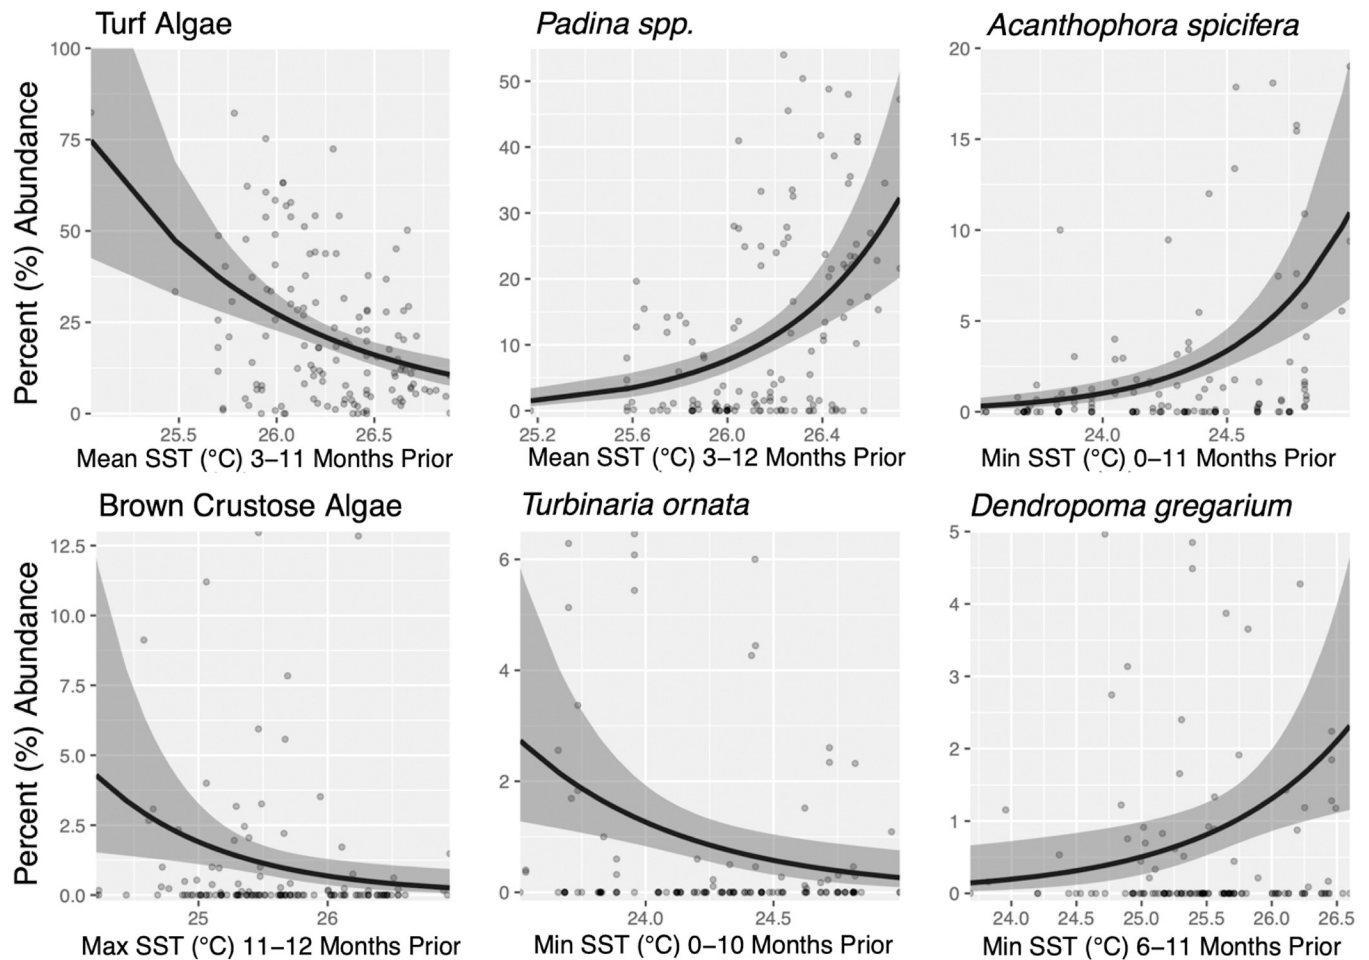 Turf Algae
Padina spp.
Acanthophora spicifera
Percent (%) Abundance
100
75
50
25
0
25.5 26.0 26.5
Mean SST (°C) 3–11 Months Prior
50
40
30
20
10
0
25.2 25.6 26.0 26.4
Mean SST (°C) 3–12 Months Prior
20
15
10
5
0
24.0 24.5
Min SST (°C) 0–11 Months Prior
Brown Crustose Algae
Turbinaria ornata
Dendropoma gregarium
Percent (%) Abundance
12.5
10.0
7.5
5.0
2.5
0.0
25 26
Max SST (°C) 11–12 Months Prior
6
4
2
0
24.0 24.5
Min SST (°C) 0–10 Months Prior
5
4
3
2
1
0
24.0 24.5 25.0 25.5 26.0 26.5
Min SST (°C) 6–11 Months Prior